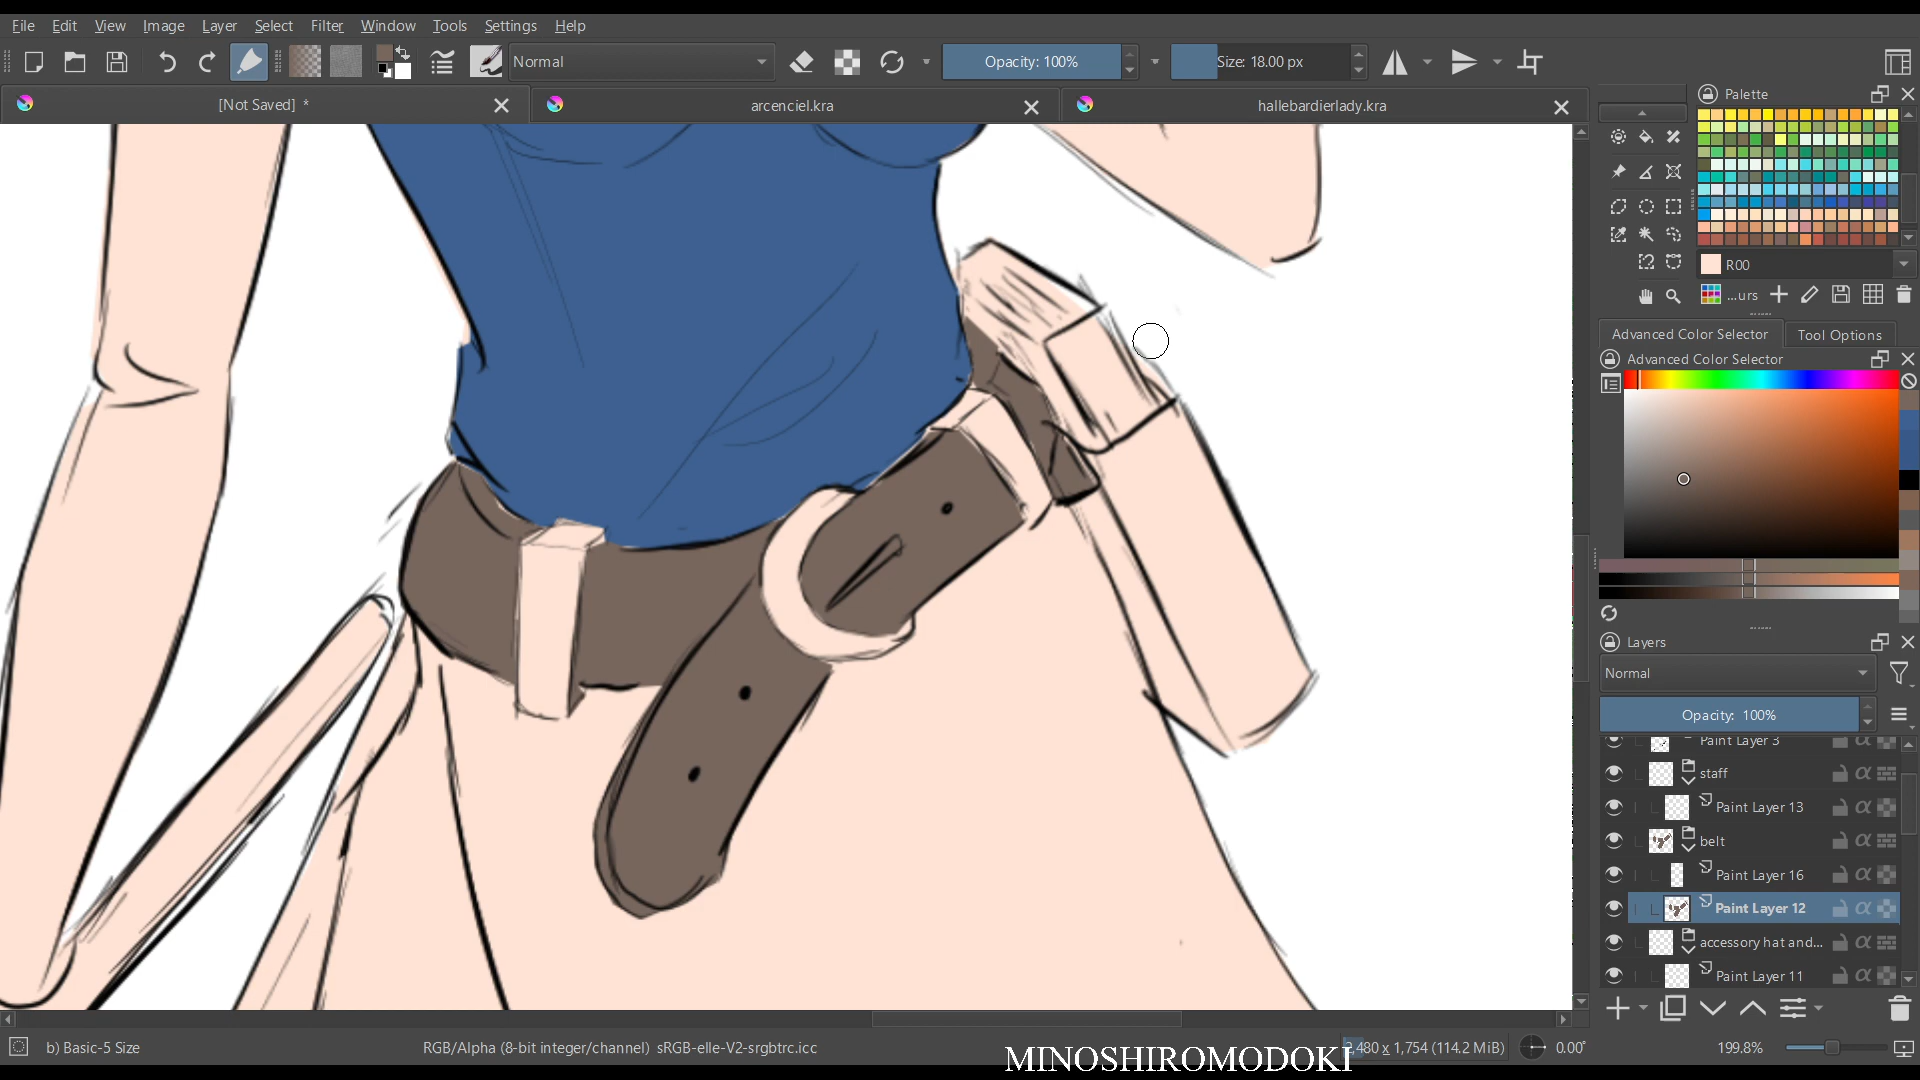 File Edit View Image Layer Select Filter Tools Settings Window Help
Normal Opacity: 100% Size: 18.00 px
[Not Saved] * arcenciel.kra hallebardierlady.kra
Palette
R00
...urs
Advanced Color Selector Tool Options
Advanced Color Selector
Layers
Normal
Opacity: 100%
Paint Layer 3
staff
Paint Layer 13
belt
Paint Layer 16
Paint Layer 12
accessory hat and...
Paint Layer 11
b) Basic-5 Size RGB/Alpha (8-bit integer/channel) sRGB-elle-V2-srgbtrc.icc 2,480 x 1,754 (114.2 MiB) 0.00° 199.8%
MINOSHIROMODOKI